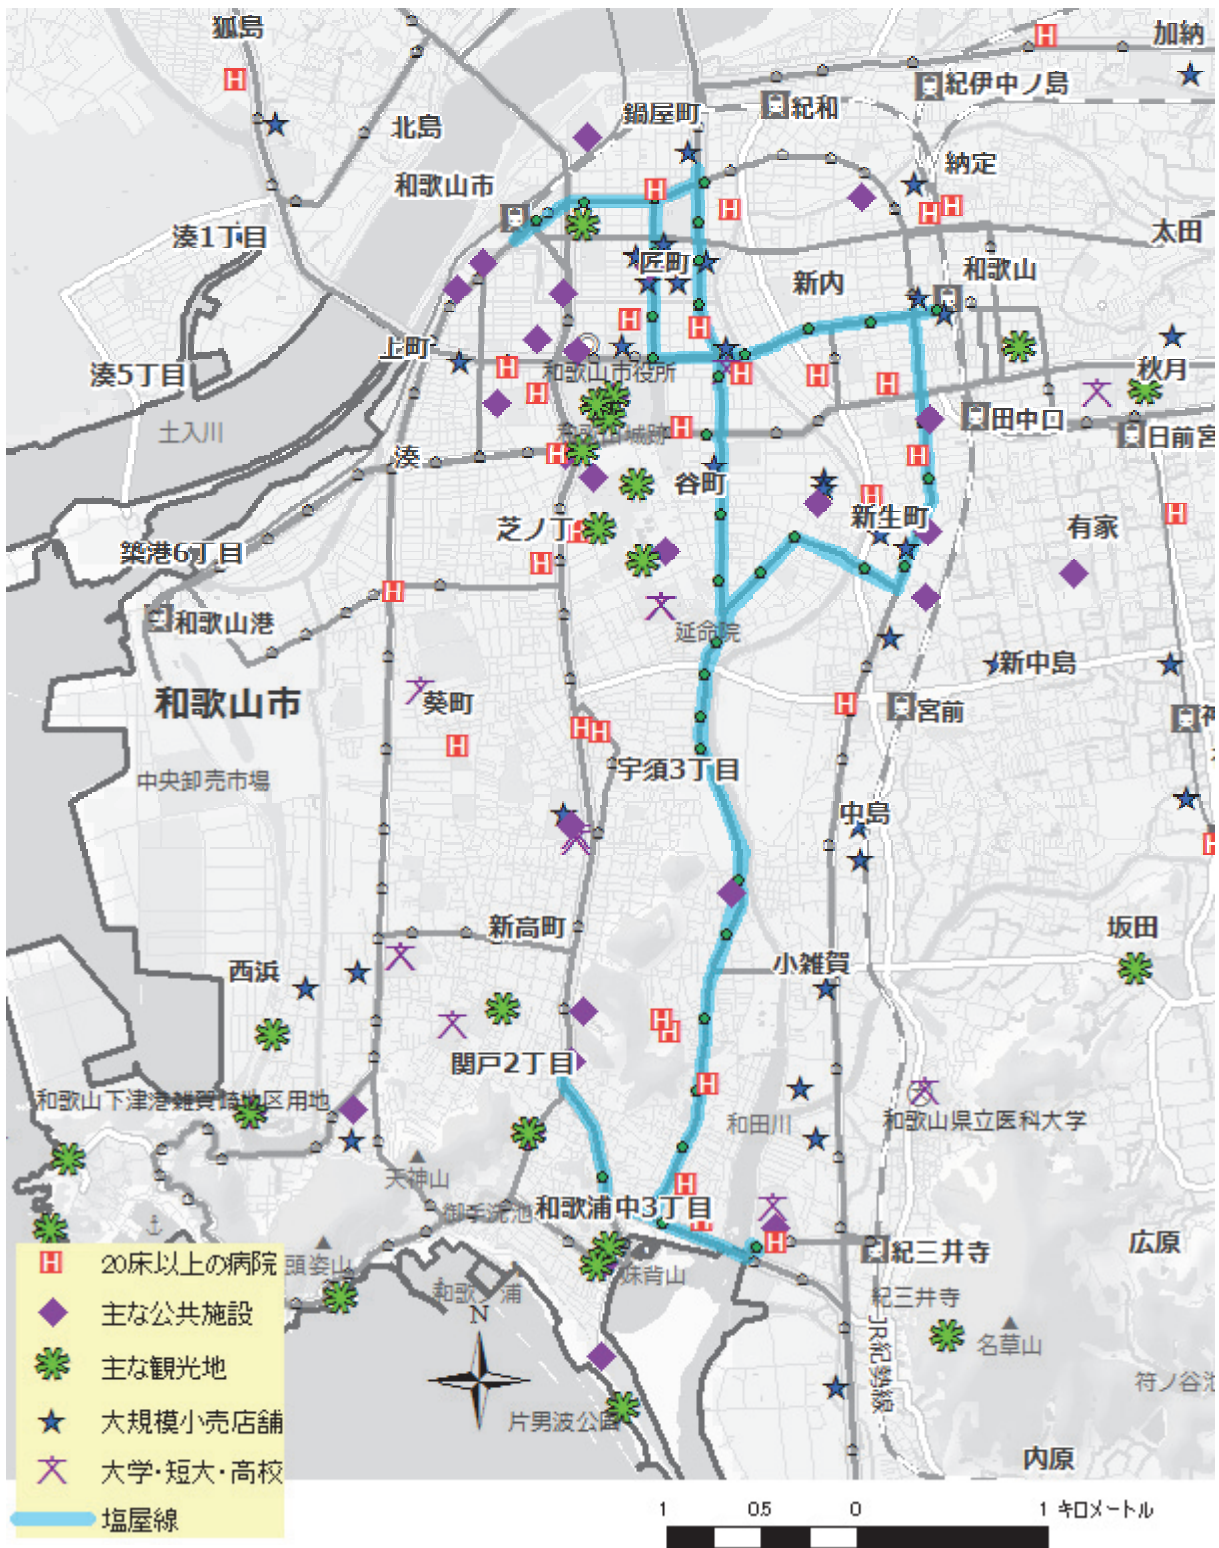 狐島
加納
紀伊中ノ島
鍋屋町
紀和
北島
納定
和歌山市
湊1丁目
太田
匠町
新内
和歌山
上町
湊5丁目
和歌山市役所
秋月
土入川
田中口
日前宮
和歌山城跡
湊
谷町
芝ノ丁
新生町
有家
築港6丁目
和歌山港
延命院
新中島
和歌山市
葵町
宮前
中央卸売市場
宇須3丁目
中島
新高町
坂田
西浜
小雑賀
関戸2丁目
和歌山下津港雑賀崎地区用地
和田川
和歌山県立医科大学
天神山
御手洗池
和歌浦中3丁目
広原
紀三井寺
妹背山
和歌ノ浦
紀三井寺
名草山
JR紀勢線
符ノ谷池
片男波公園
内原
N
H 20床以上の病院
主な公共施設
主な観光地
大規模小売店舗
文 大学・短大・高校
塩屋線
1 0.5 0 1 キロメートル